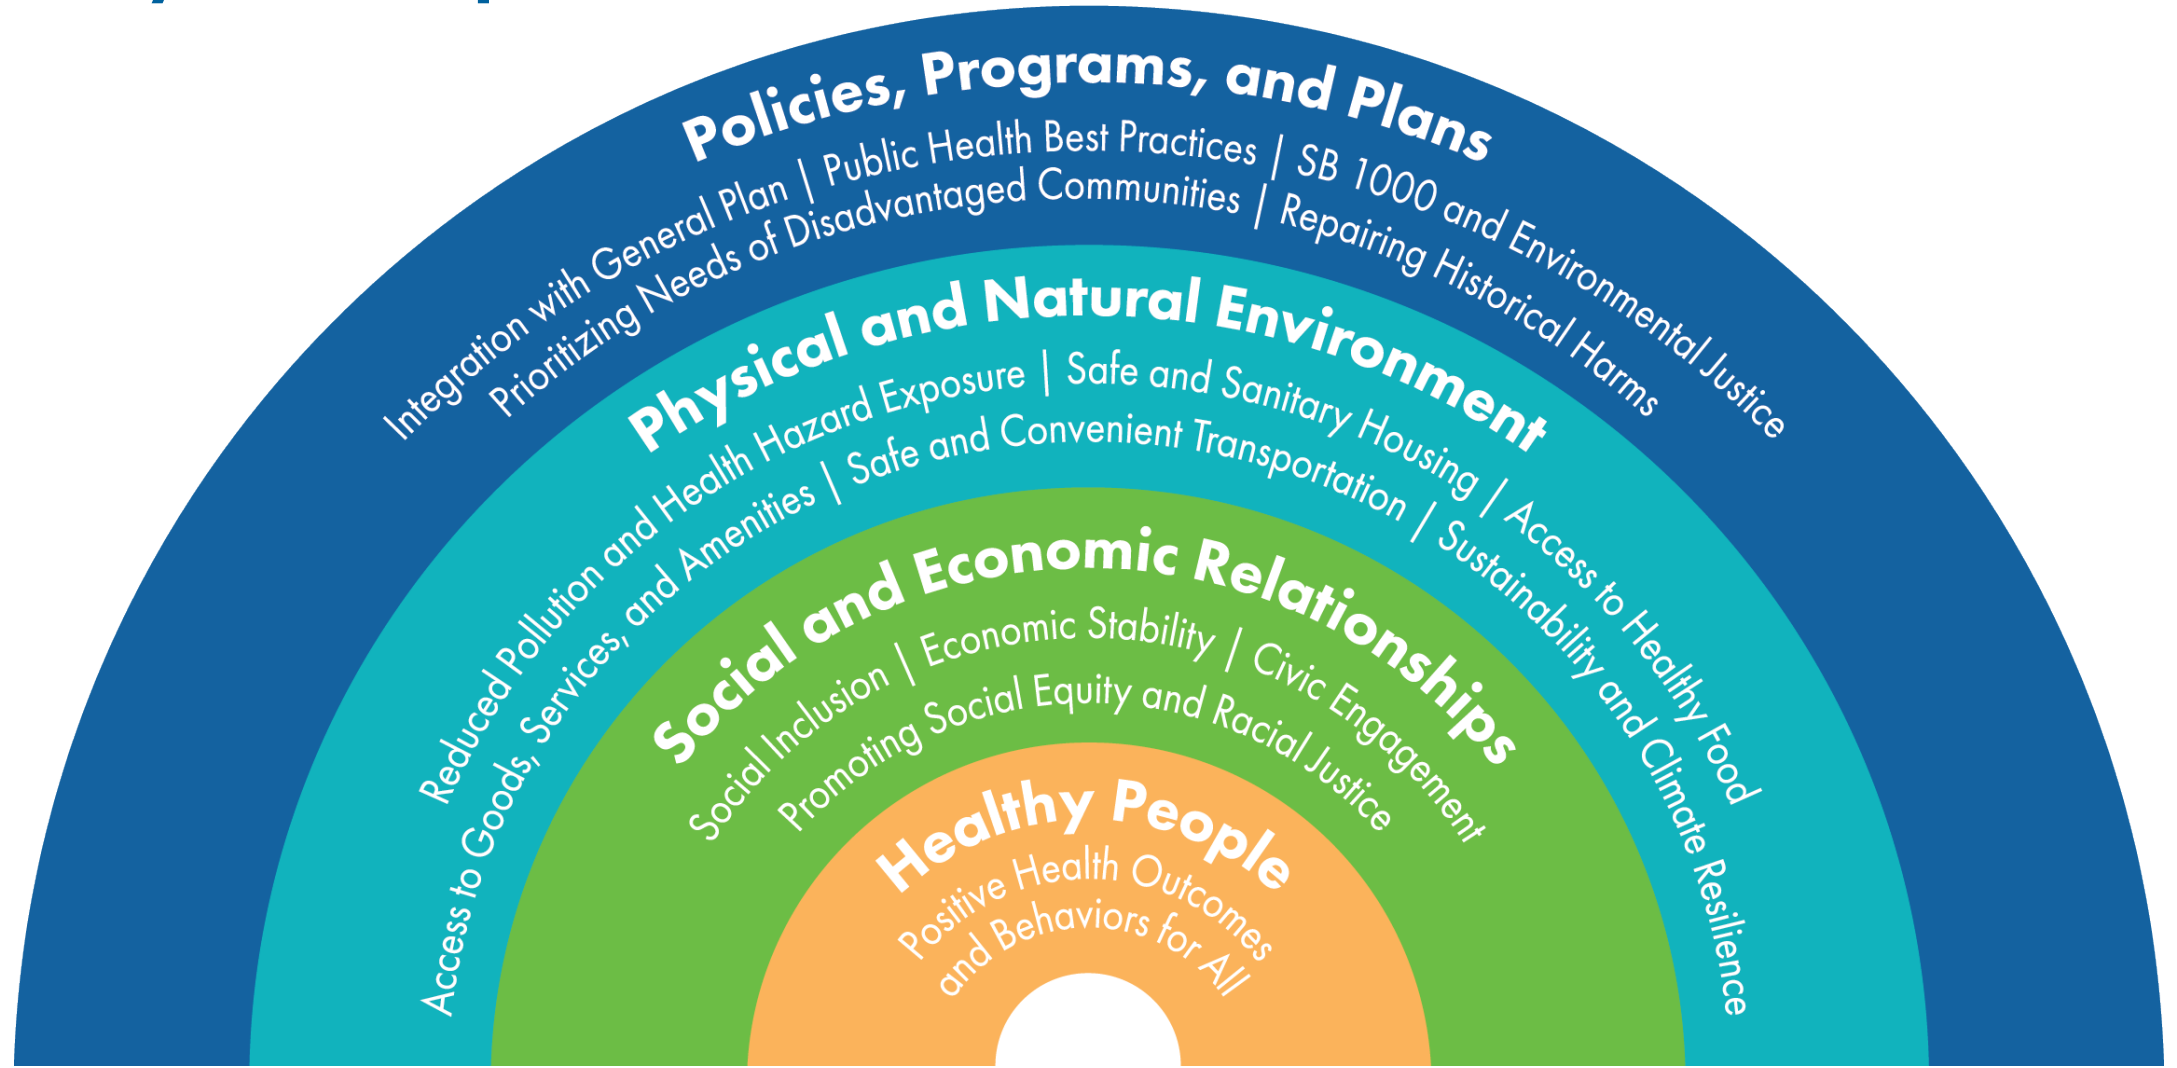 Policies, Programs, and Plans
Integration with General Plan | Public Health Best Practices | SB 1000 and Environmental Justice
Prioritizing Needs of Disadvantaged Communities | Repairing Historical Harms
Physical and Natural Environment
Reduced Pollution and Health Hazard Exposure | Safe and Sanitary Housing | Access to Healthy Food
Access to Goods, Services, and Amenities | Safe and Convenient Transportation | Sustainability and Climate Resilience
Social and Economic Relationships
Social Inclusion | Economic Stability | Civic Engagement
Promoting Social Equity and Racial Justice
Healthy People
Positive Health Outcomes
and Behaviors for All